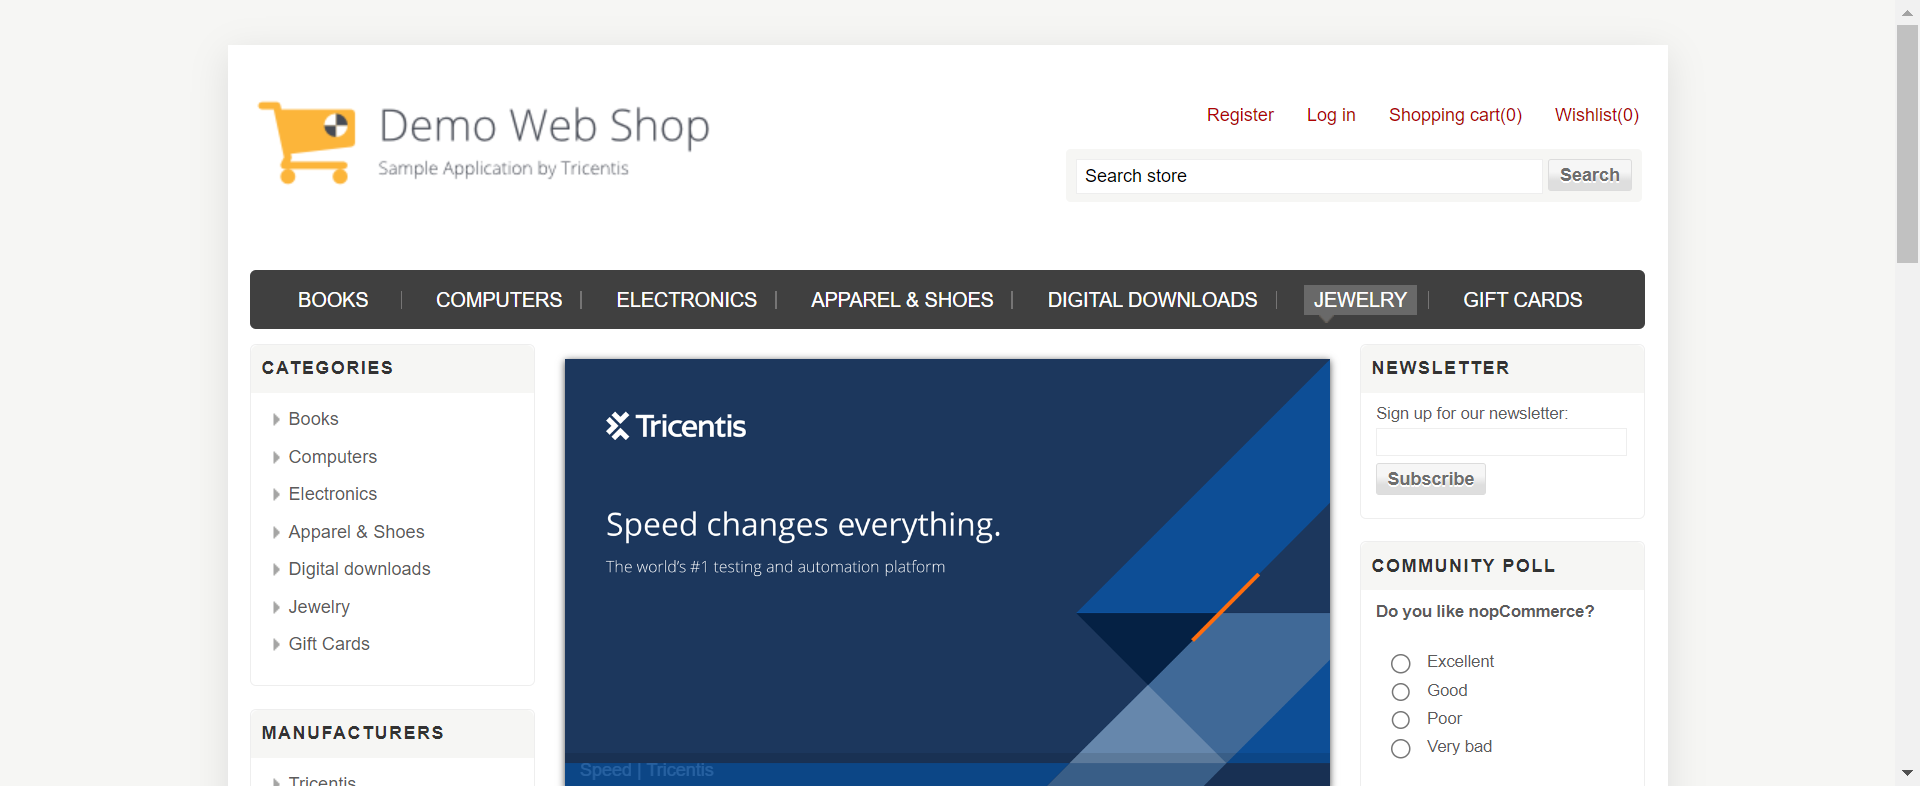 Demo Web Shop
Sample Application by Tricentis
Register Log in Shopping cart(0) Wishlist(0)
Search store Search
BOOKS COMPUTERS ELECTRONICS APPAREL & SHOES DIGITAL DOWNLOADS JEWELRY GIFT CARDS
CATEGORIES
Books
Computers
Electronics
Apparel & Shoes
Digital downloads
Jewelry
Gift Cards
MANUFACTURERS
Tricentis
Tricentis
Speed changes everything.
The world's #1 testing and automation platform
Speed | Tricentis
NEWSLETTER
Sign up for our newsletter:
Subscribe
COMMUNITY POLL
Do you like nopCommerce?
Excellent
Good
Poor
Very bad